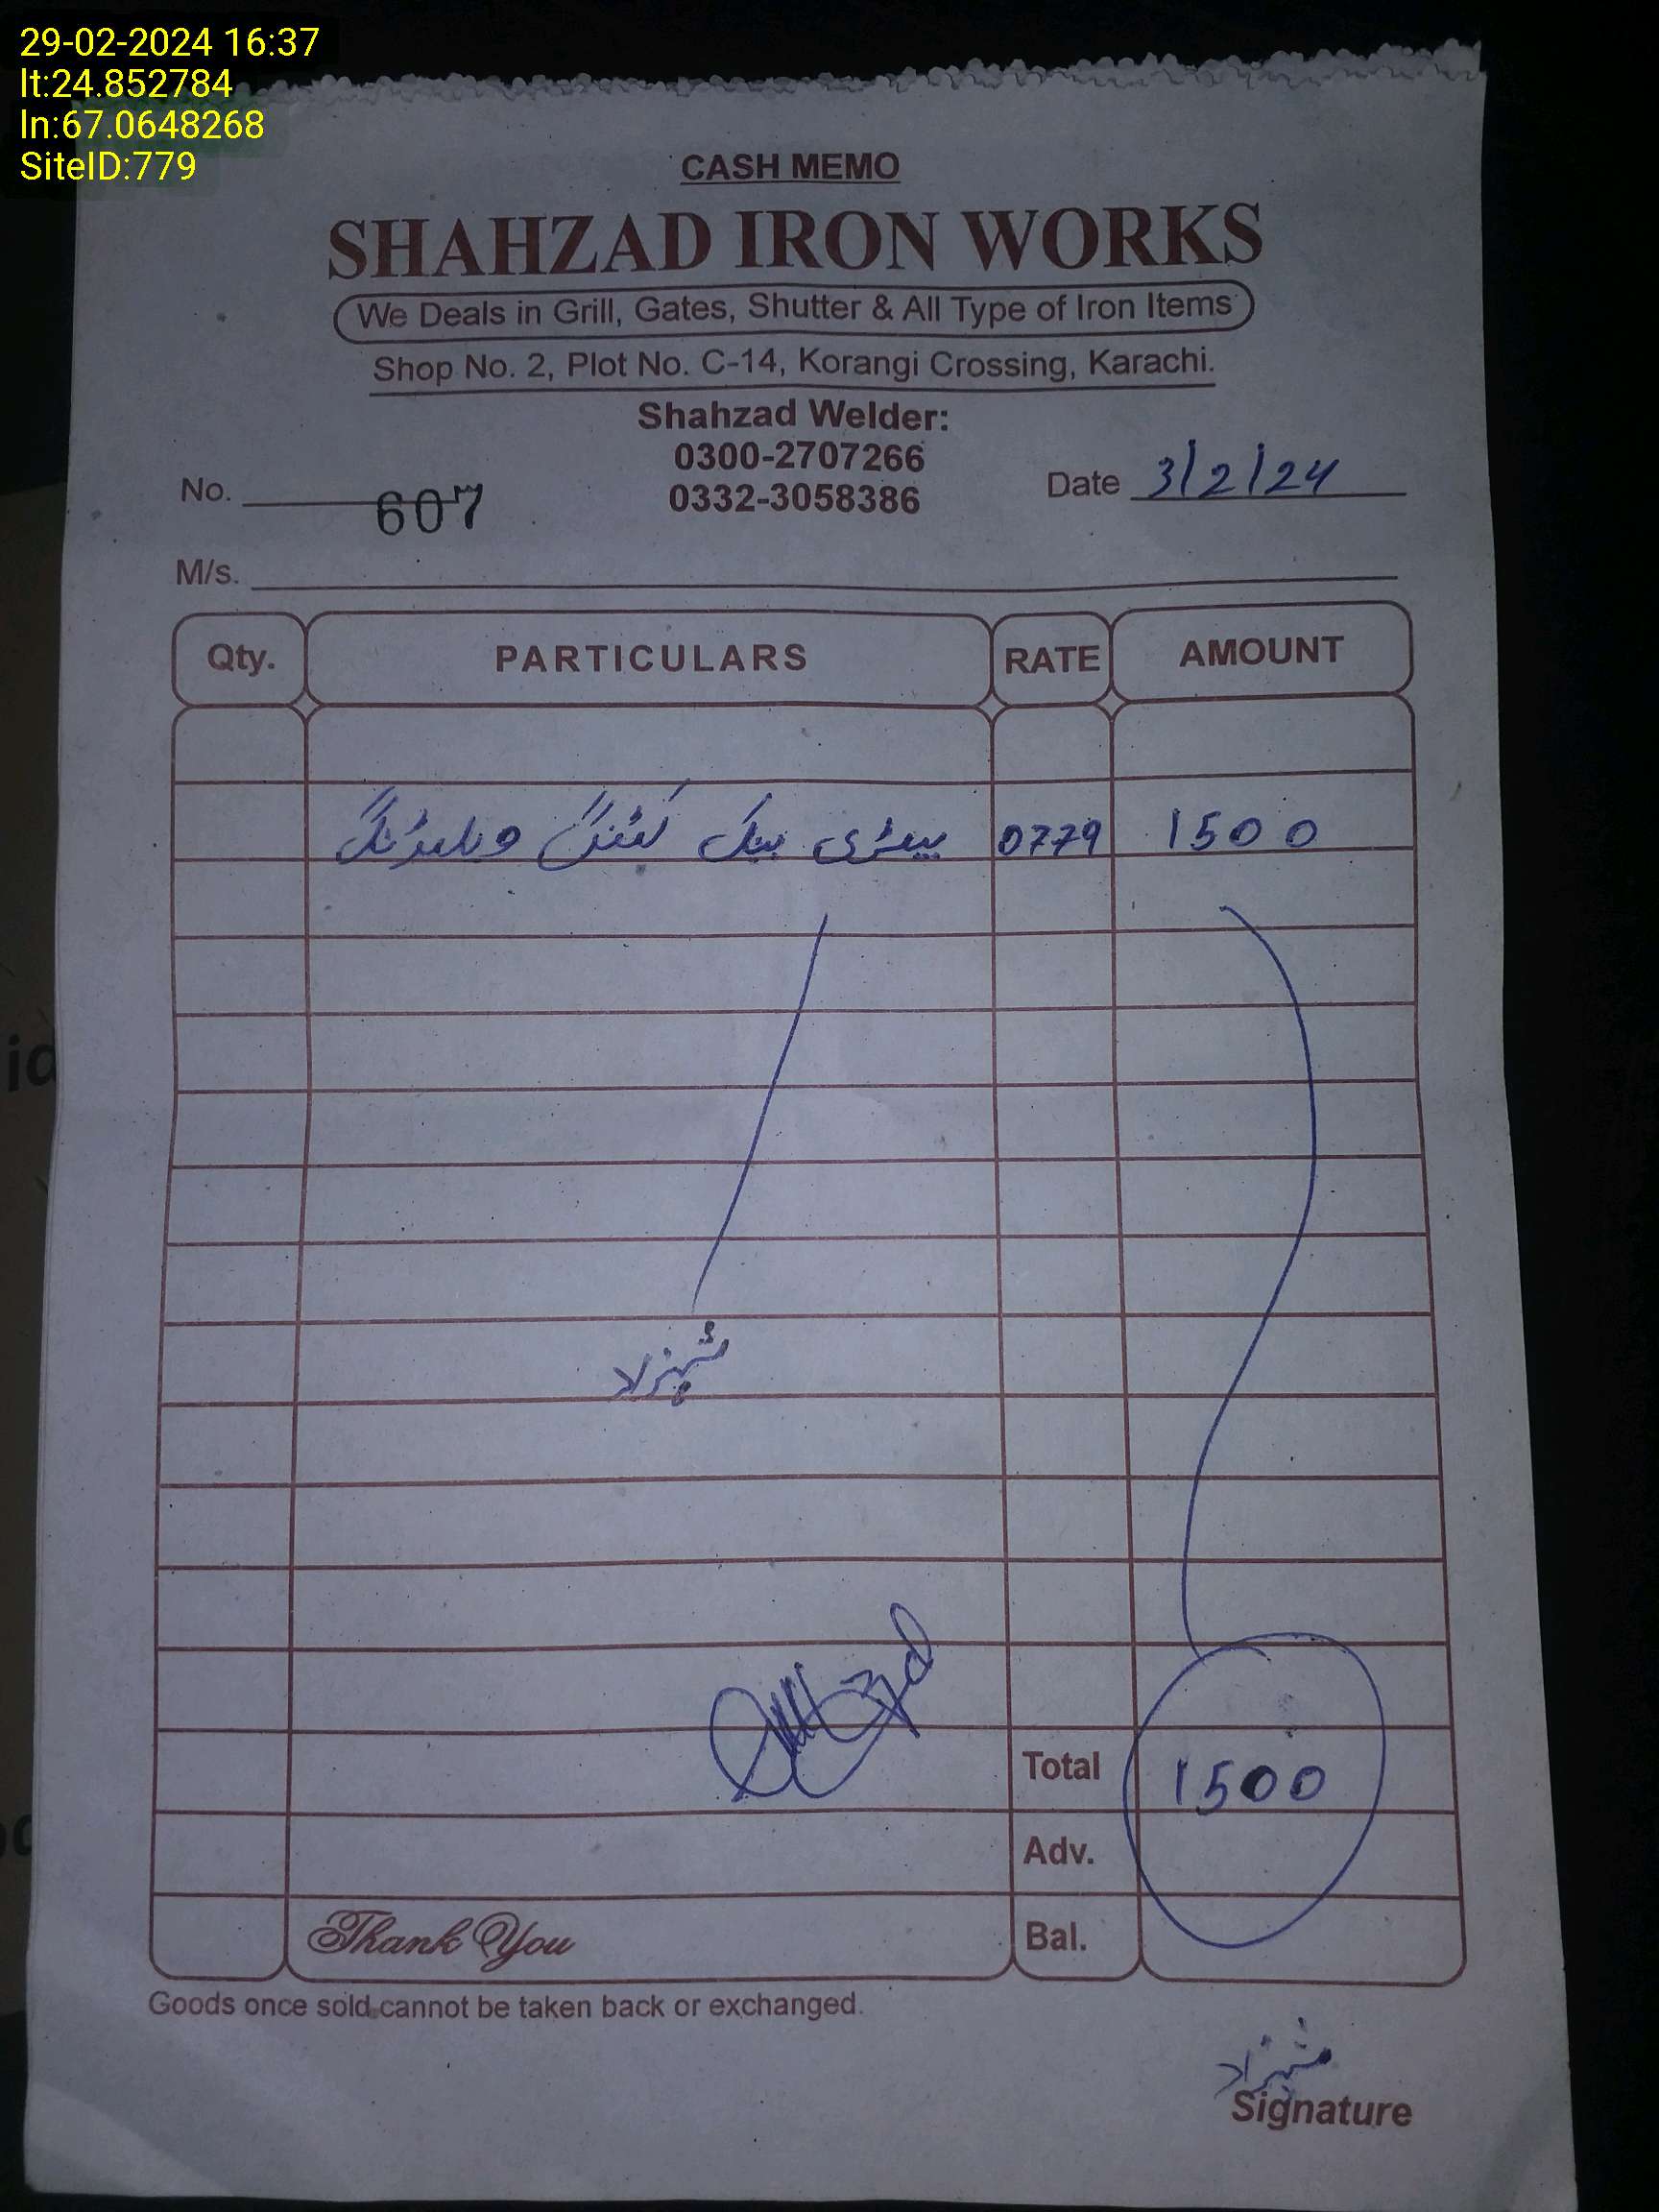 29-02-2024 16:37
lt:24.852784
ln:67.0648268
SiteID:779
CASH MEMO
SHAHZAD IRON WORKS
We Deals in Grill, Gates, Shutter & All Type of Iron Items
Shop No. 2, Plot No. C-14, Korangi Crossing, Karachi.
Shahzad Welder:
0300-2707266
0332-3058386
No. 607
Date 3/2/24
M/s.
Qty. PARTICULARS RATE AMOUNT
بیٹری بیک کٹنگ ویلڈنگ 0779 1500
شہزاد
Total 1500
Adv.
Thank You Bal.
Goods once sold cannot be taken back or exchanged.
شہزاد
Signature